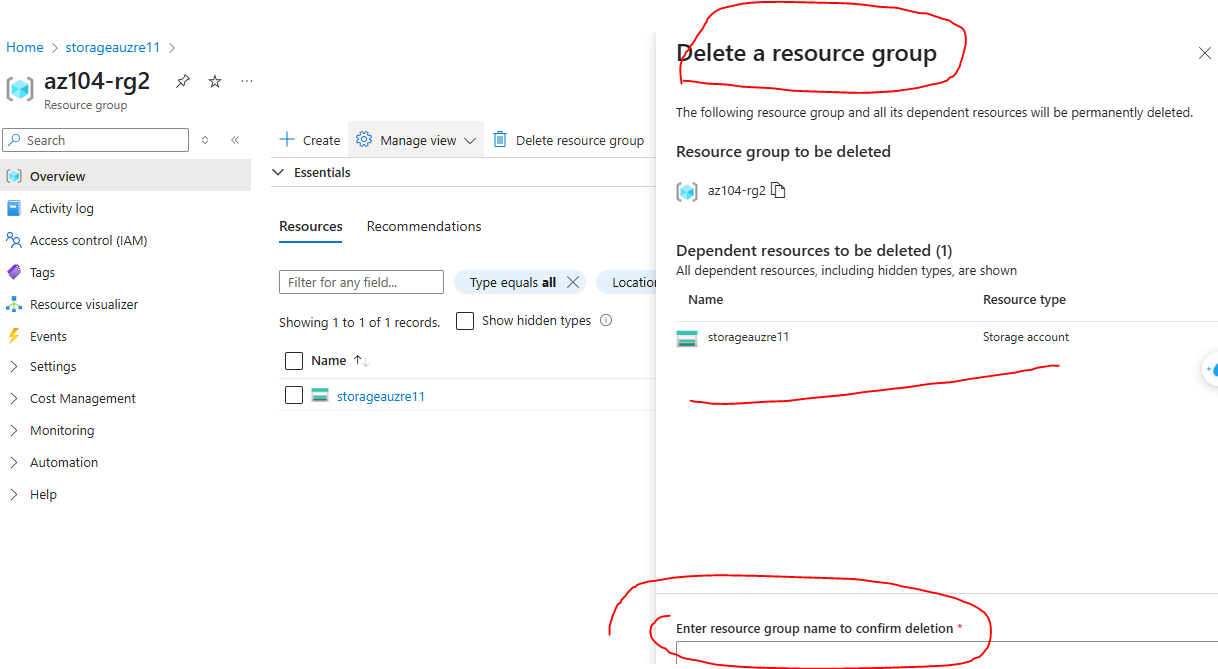 Home > storageauzre11 >
az104-rg2
Resource group
Search
Overview
Activity log
Access control (IAM)
Tags
Resource visualizer
Events
Settings
Cost Management
Monitoring
Automation
Help
Create Manage view Delete resource group
Essentials
Resources Recommendations
Filter for any field... Type equals all Location
Showing 1 to 1 of 1 records. Show hidden types
Name
storageauzre11
Delete a resource group
The following resource group and all its dependent resources will be permanently deleted.
Resource group to be deleted
az104-rg2
Dependent resources to be deleted (1)
All dependent resources, including hidden types, are shown
Name Resource type
storageauzre11 Storage account
Enter resource group name to confirm deletion *